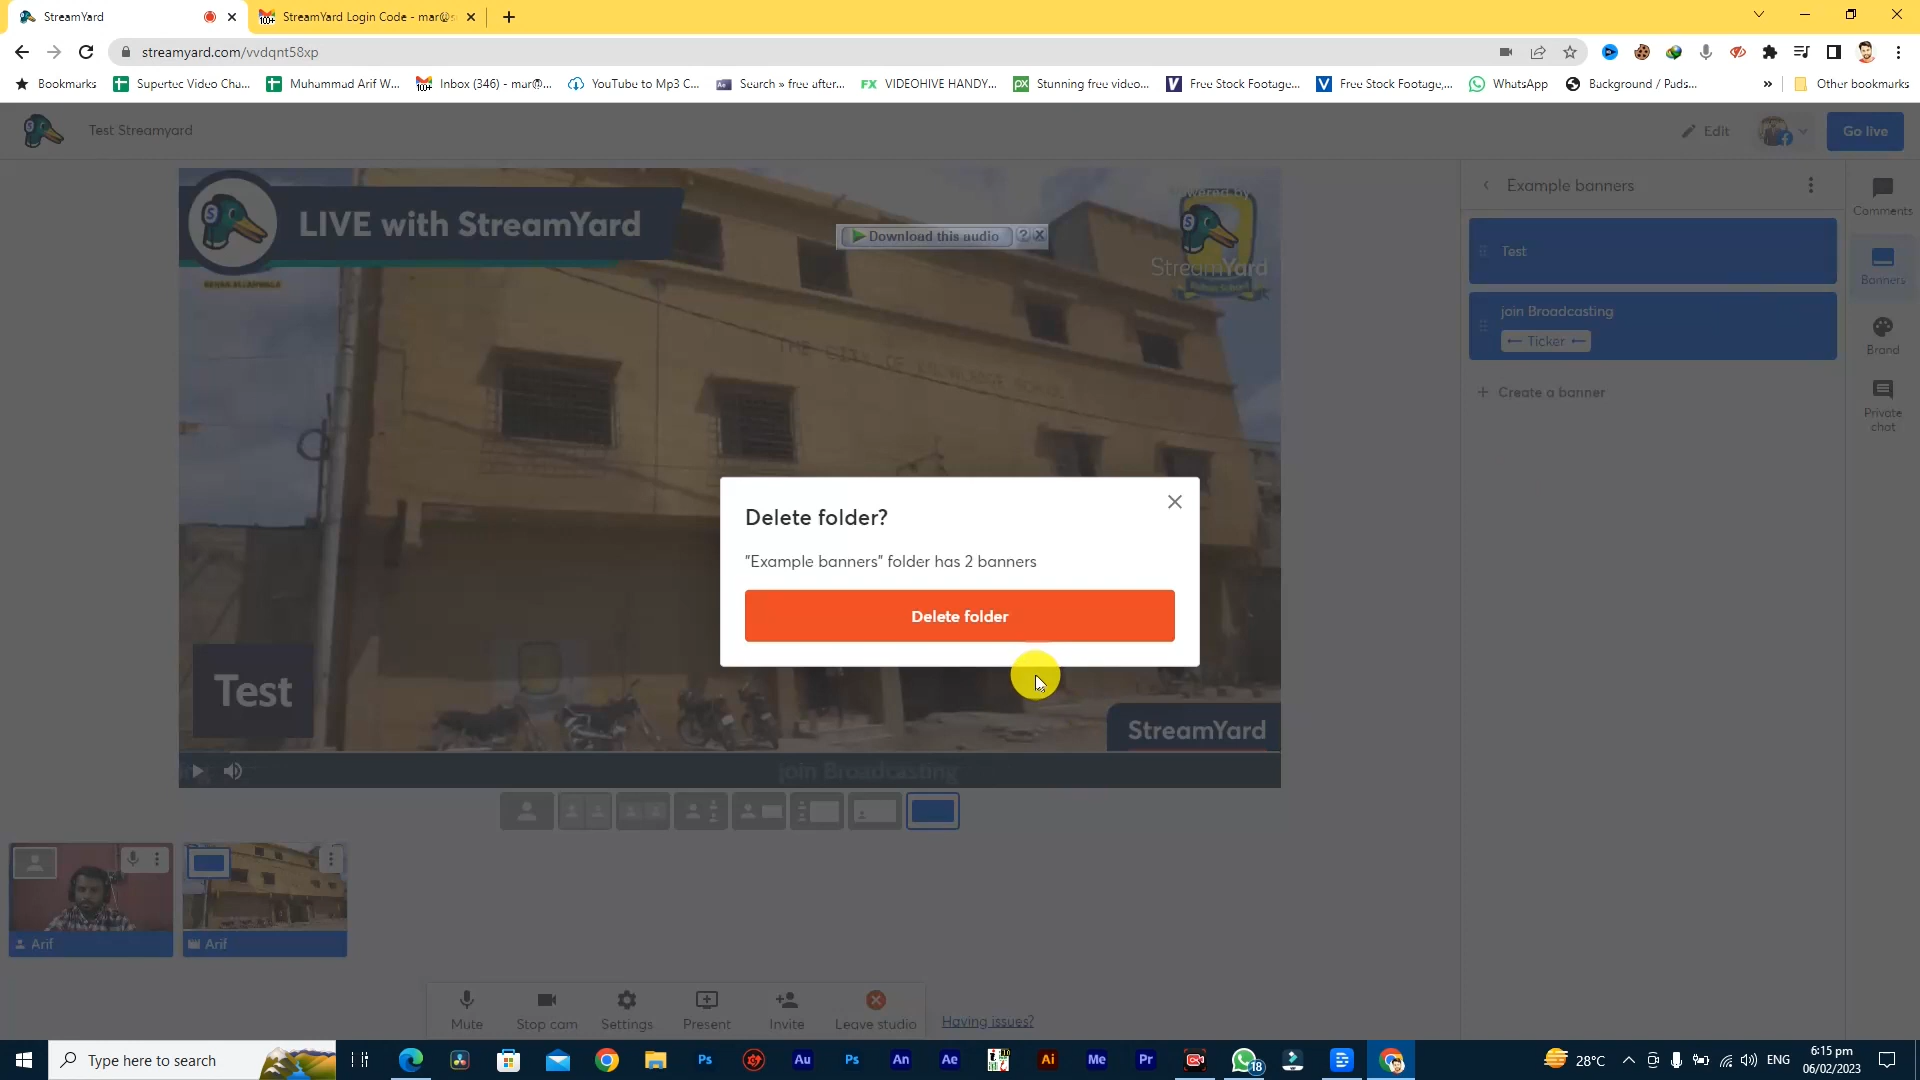 StreamYard
StreamYard Login Code - mar@s
streamyard.com/vvdqnt58xp
Bookmarks
Supertec Video Cha...
Muhammad Arif W...
Inbox (346) - mar@...
YouTube to Mp3 C...
Search » free after...
VIDEOHIVE HANDY...
Stunning free video...
Free Stock Footage...
Free Stock Footage,...
WhatsApp
Background / Pads...
»
Other bookmarks
Test Streamyard
Edit
Go live
LIVE with StreamYard
Download this audio
Powered by
StreamYard
Example banners
Test
join Broadcasting
Ticker
+ Create a banner
Comments
Banners
Brand
Private chat
Delete folder?
"Example banners" folder has 2 banners
Delete folder
Test
StreamYard
join Broadcasting
Arif
Arif
Mute
Stop cam
Settings
Present
Invite
Leave studio
Having issues?
Type here to search
28°C
ENG
6:15 pm
06/02/2023